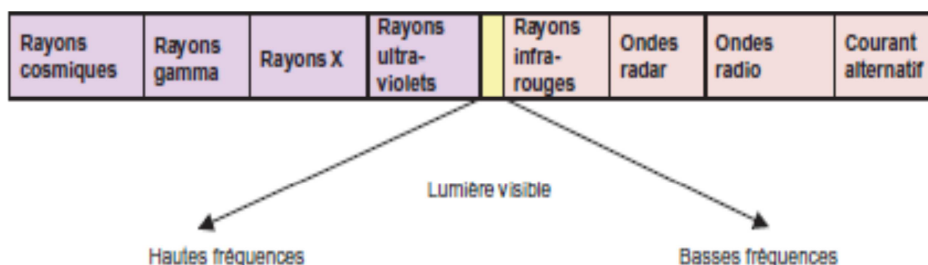 Rayons
cosmiques
Rayons
gamma
Rayons X
Rayons
ultra-
violets
Rayons
infra-
rouges
Ondes
radar
Ondes
radio
Courant
alternatif
Lumière visible
Hautes fréquences
Basses fréquences